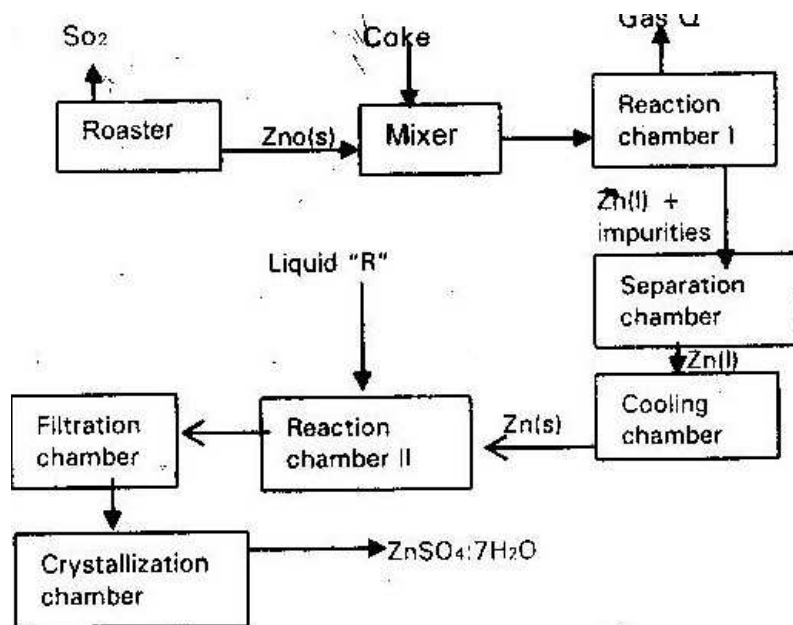 So₂
Coke
Gas Q
Roaster
Zno(s)
Mixer
Reaction
chamber I
Zn(l) +
impurities
Liquid "R"
Separation
chamber
Zn(l)
Filtration
chamber
Reaction
chamber II
Zn(s)
Cooling
chamber
Crystallization
chamber
ZnSO₄:7H₂O